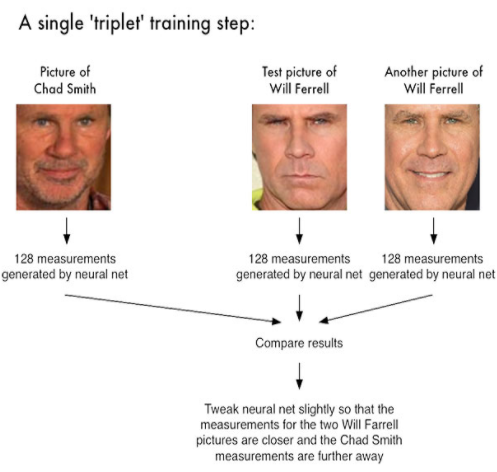 A single 'triplet' training step:
Picture of
Chad Smith
Test picture of
Will Ferrell
Another picture of
Will Ferrell
128 measurements
generated by neural net
128 measurements
generated by neural net
128 measurements
generated by neural net
Compare results
Tweak neural net slightly so that the
measurements for the two Will Farrell
pictures are closer and the Chad Smith
measurements are further away